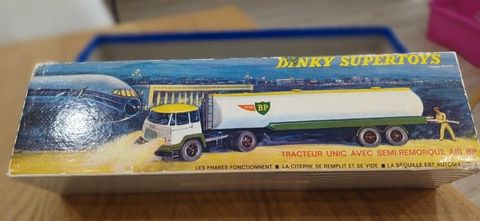 DINKY SUPERTOYS
BP
TRACTEUR UNIC AVEC SEMI-REMORQUE AIR BP
LES PHARES FONCTIONNENT ■ LA CITERNE SE REMPLIT ET SE VIDE ■ LA BÉQUILLE EST AUTOMA